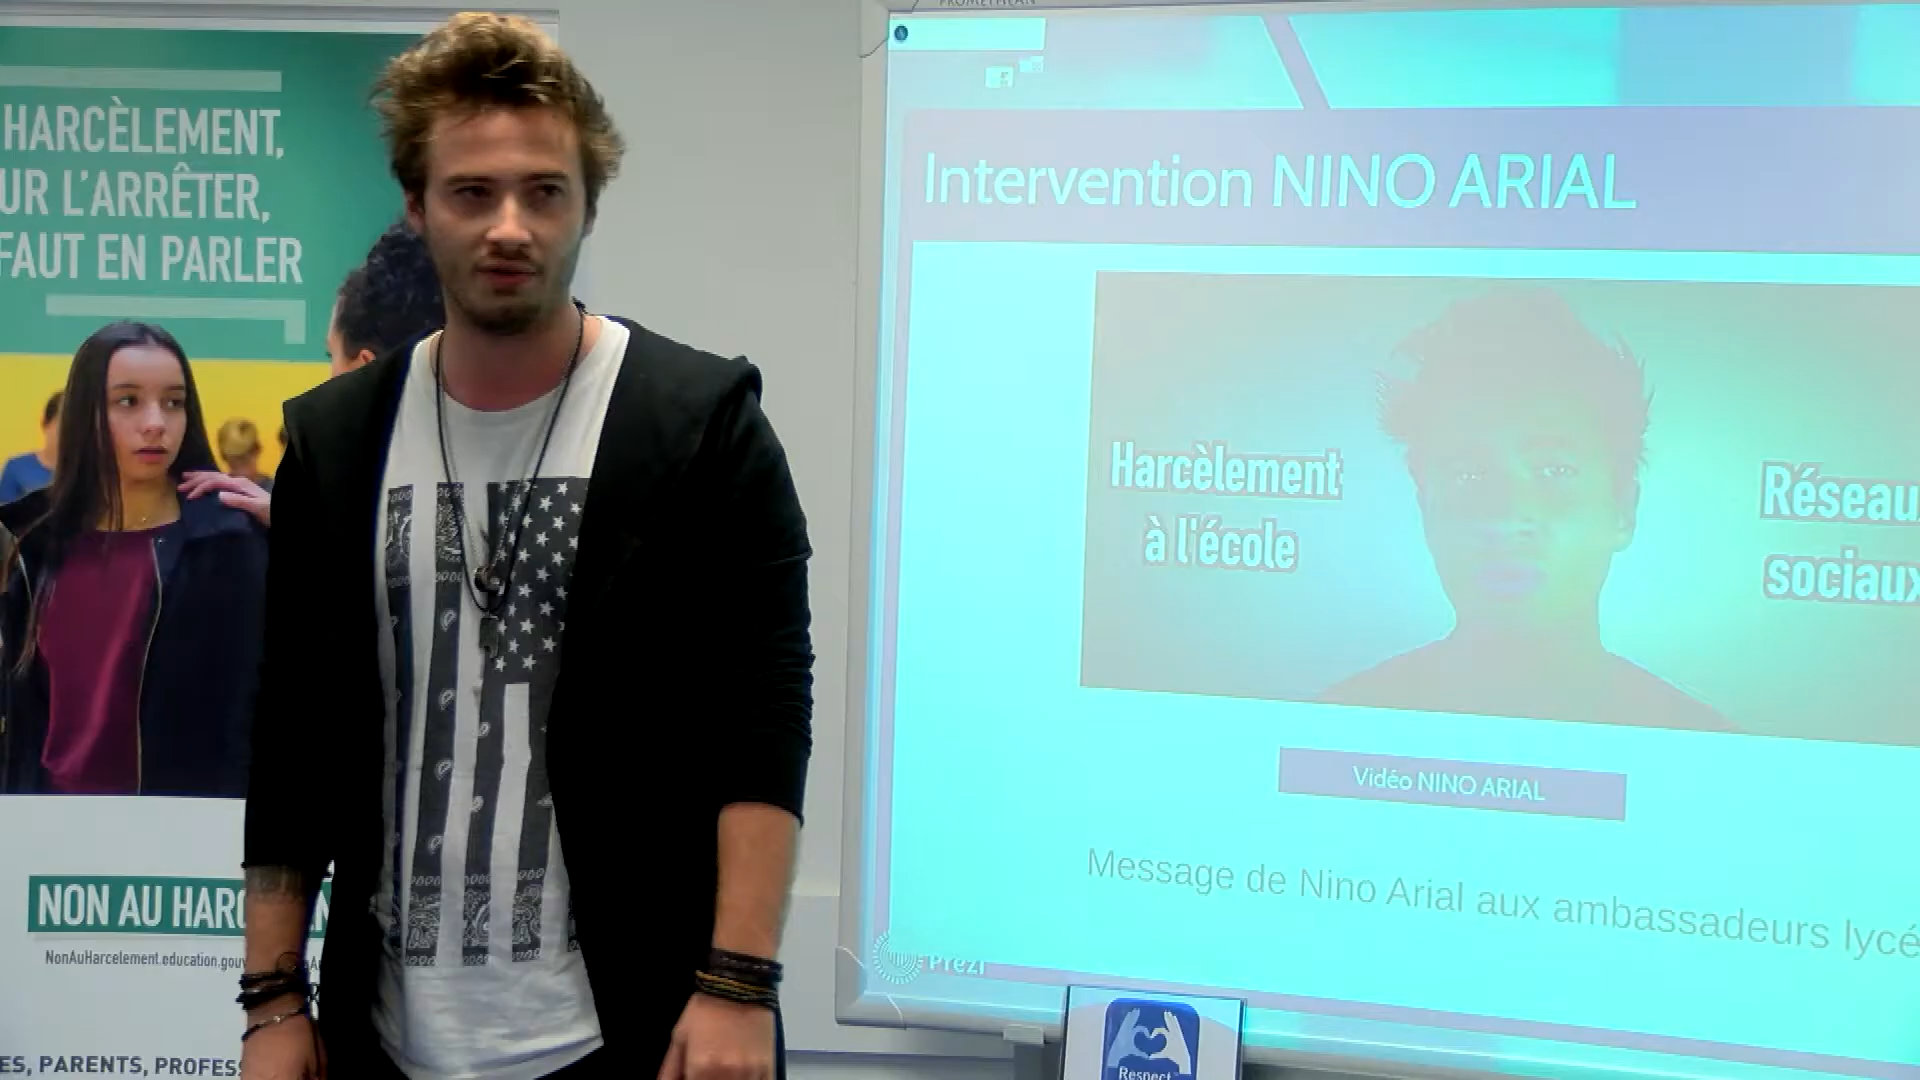 HARCÈLEMENT,
UR L'ARRÊTER,
FAUT EN PARLER
NON AU HARC
NonAuHarcelement.education.gouv
ES, PARENTS, PROFESS
PROMETHEAN
Intervention NINO ARIAL
Harcèlement
à l'école
Réseau
sociaux
Vidéo NINO ARIAL
Message de Nino Arial aux ambassadeurs lycé
Prezi
Respect